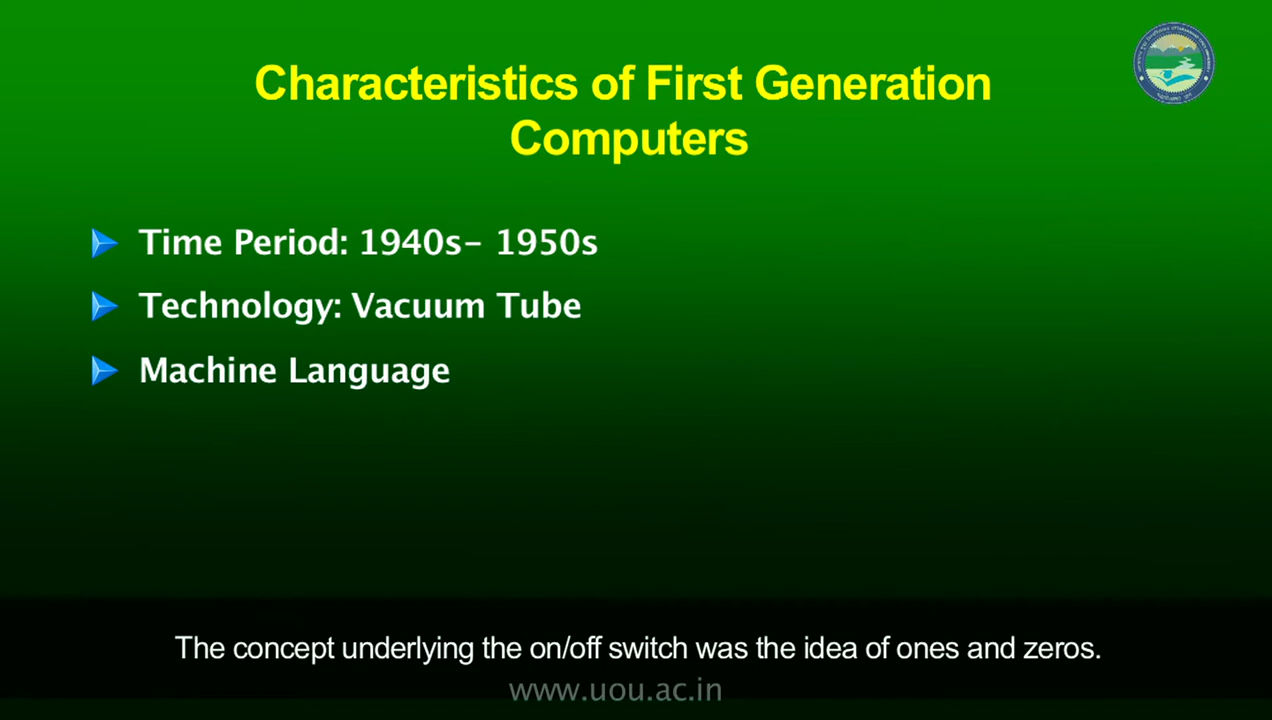 Characteristics of First Generation
Computers
Time Period: 1940s– 1950s
Technology: Vacuum Tube
Machine Language
The concept underlying the on/off switch was the idea of ones and zeros.
www.uou.ac.in